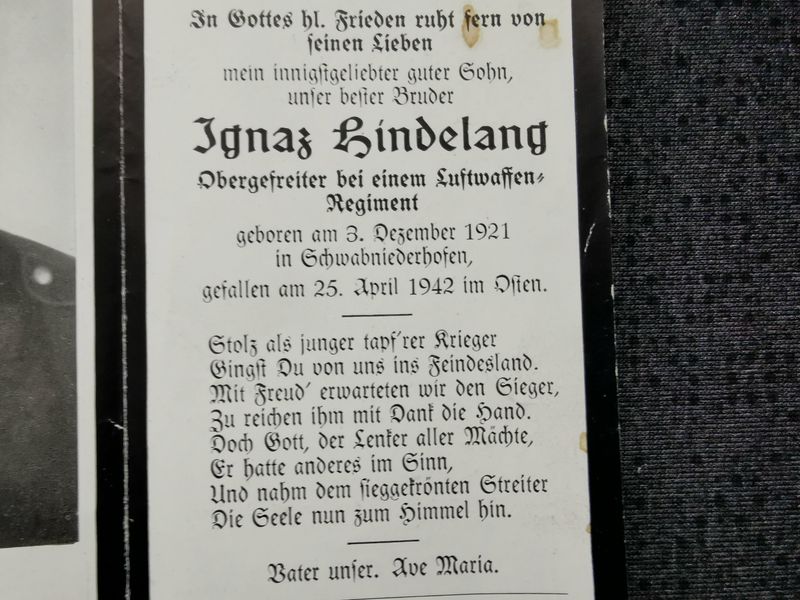 In Gottes hl. Frieden ruht fern von
seinen Lieben
mein innigstgeliebter guter Sohn,
unser bester Bruder
Ignaz Hindelang
Obergefreiter bei einem Luftwaffen-
Regiment
geboren am 3. Dezember 1921
in Schwabniederhofen,
gefallen am 25. April 1942 im Osten.
Stolz als junger tapf'rer Krieger
Gingst Du von uns ins Feindesland.
Mit Freud' erwarteten wir den Sieger,
Zu reichen ihm mit Dank die Hand.
Doch Gott, der Lenker aller Mächte,
Er hatte anderes im Sinn,
Und nahm dem sieggekrönten Streiter
Die Seele nun zum Himmel hin.
Vater unser. Ave Maria.